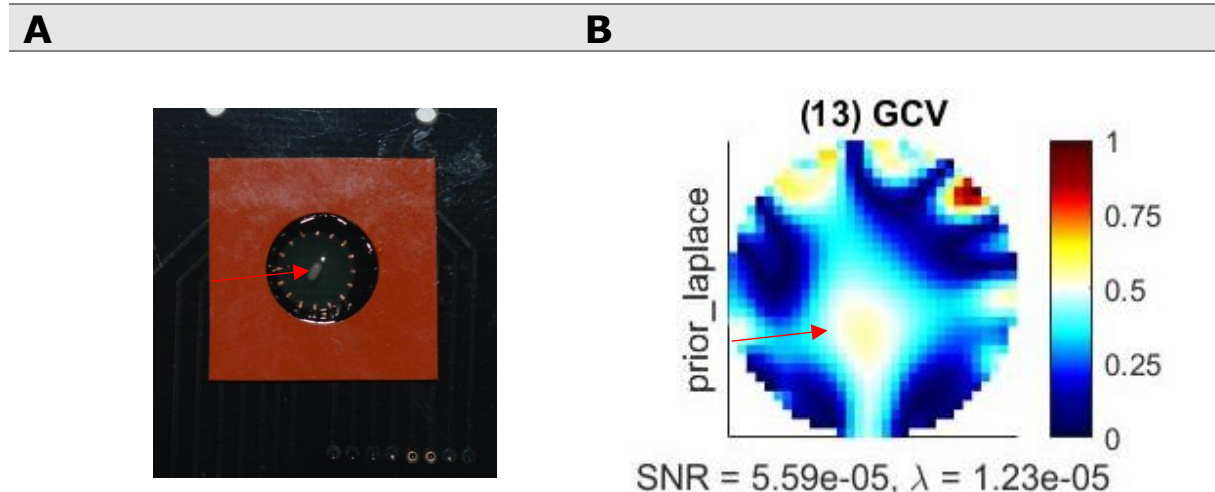 A B
(13) GCV
prior_laplace
1
0.75
0.5
0.25
0
SNR = 5.59e-05, λ = 1.23e-05